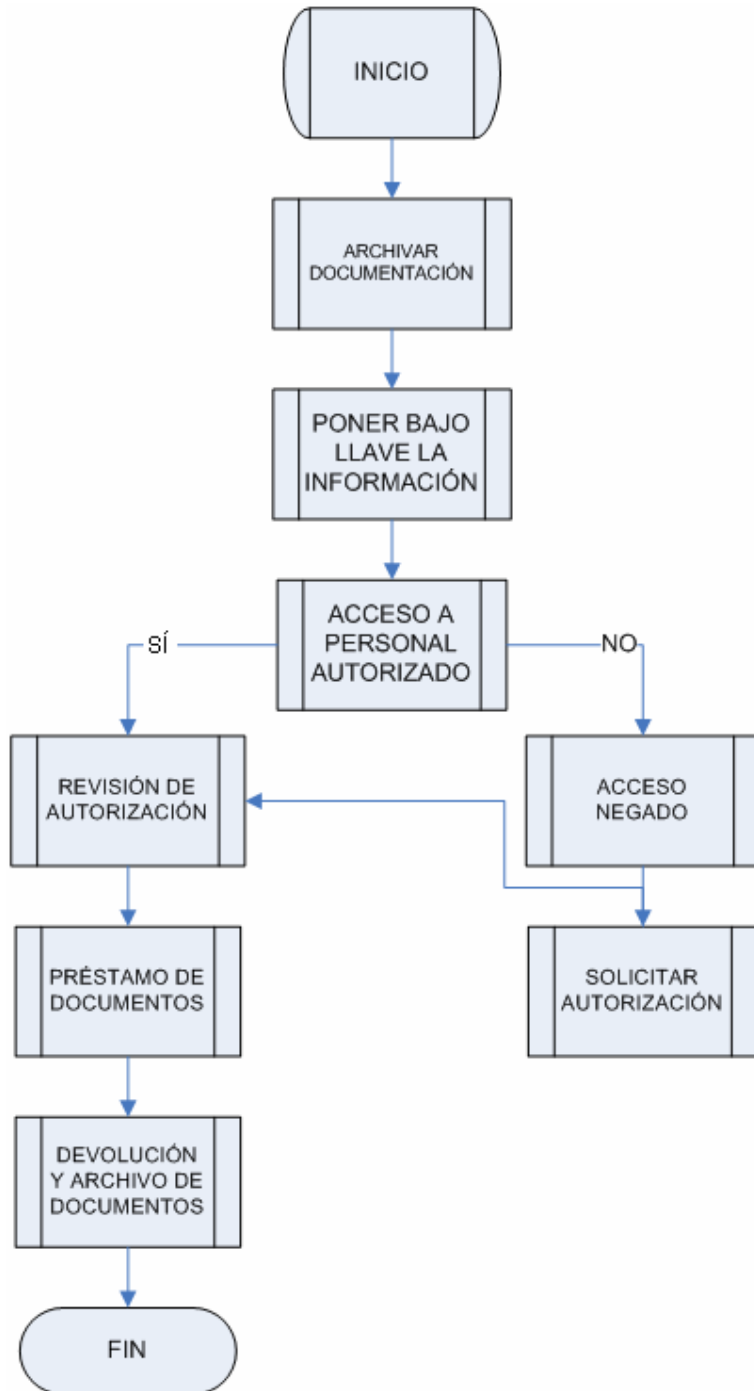 INICIO
ARCHIVAR
DOCUMENTACIÓN
PONER BAJO
LLAVE LA
INFORMACIÓN
ACCESO A
PERSONAL
AUTORIZADO
SÍ
NO
REVISIÓN DE
AUTORIZACIÓN
ACCESO
NEGADO
PRÉSTAMO DE
DOCUMENTOS
SOLICITAR
AUTORIZACIÓN
DEVOLUCIÓN
Y ARCHIVO DE
DOCUMENTOS
FIN